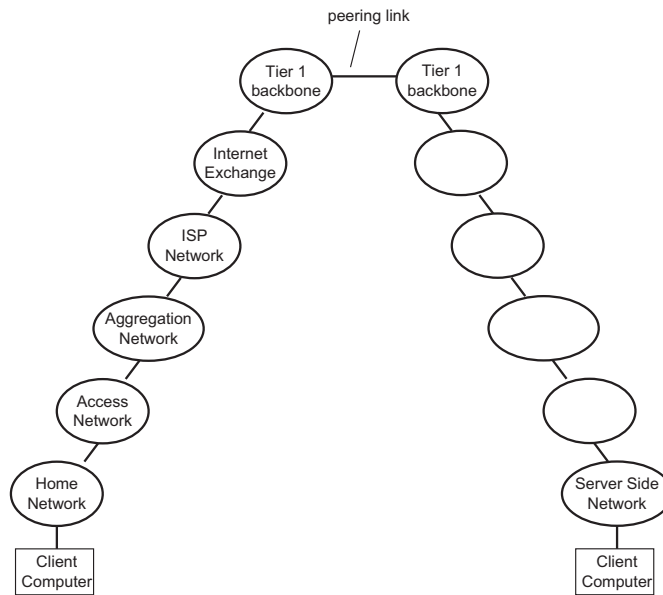 peering link
Tier 1
backbone
Tier 1
backbone
Internet
Exchange
ISP
Network
Aggregation
Network
Access
Network
Home
Network
Server Side
Network
Client
Computer
Client
Computer